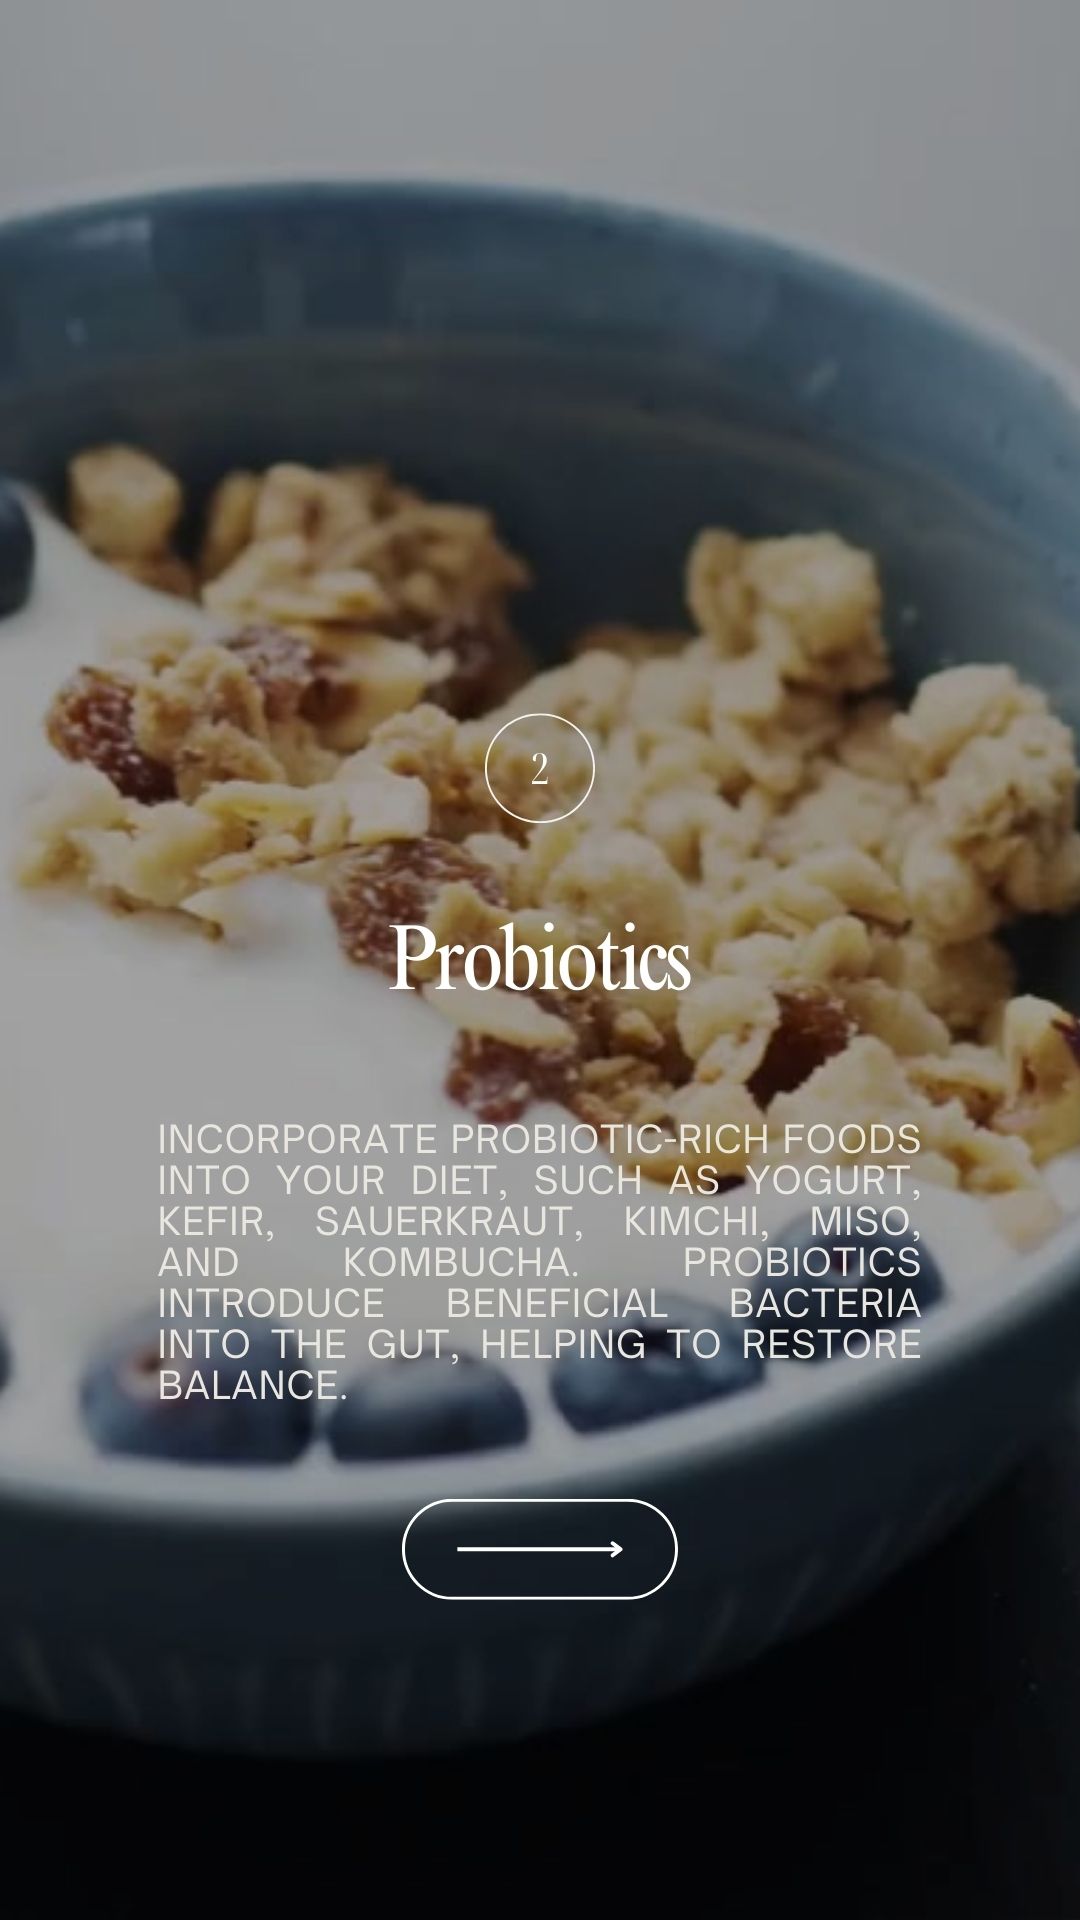 2
Probiotics
INCORPORATE PROBIOTIC-RICH FOODS
INTO YOUR DIET, SUCH AS YOGURT,
KEFIR, SAUERKRAUT, KIMCHI, MISO,
AND KOMBUCHA. PROBIOTICS
INTRODUCE BENEFICIAL BACTERIA
INTO THE GUT, HELPING TO RESTORE
BALANCE.